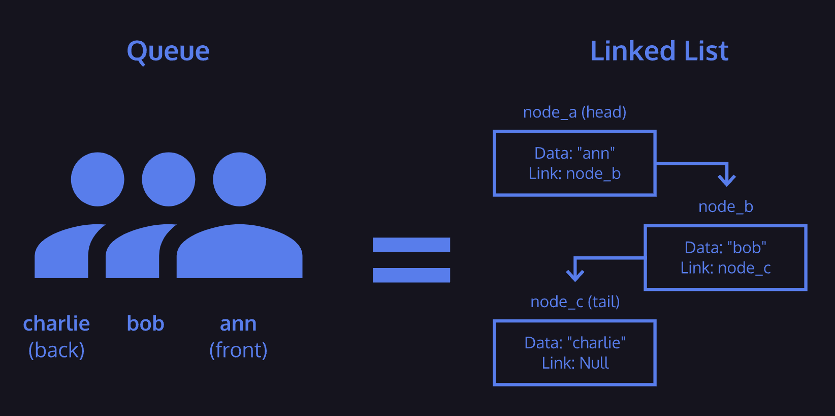 Queue
Linked List
node_a (head)
Data: "ann"
Link: node_b
node_b
Data: "bob"
Link: node_c
node_c (tail)
Data: "charlie"
Link: Null
charlie
(back)
bob
ann
(front)